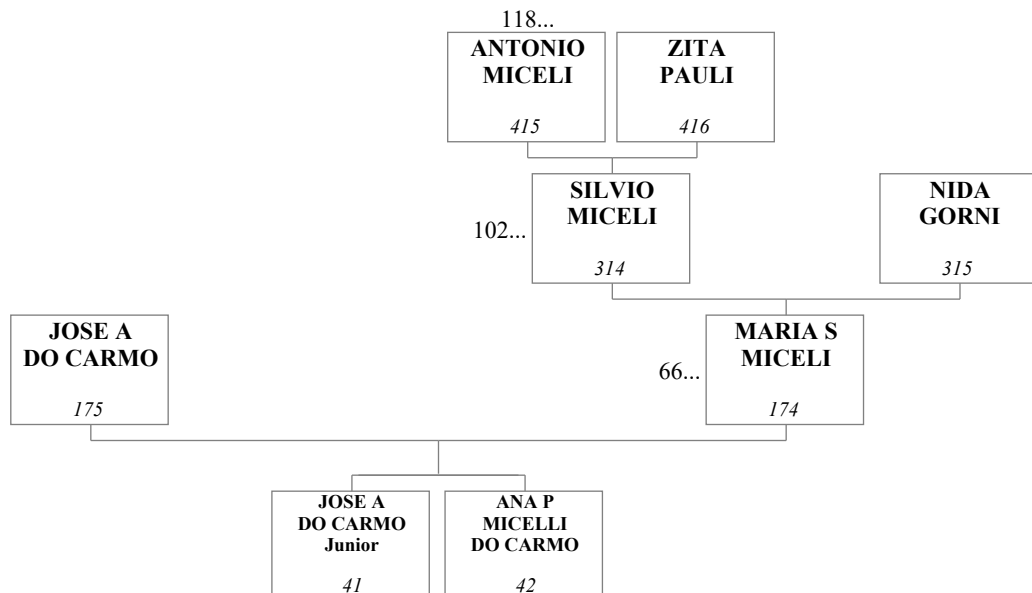 118...
ANTONIO
MICELI
415
ZITA
PAULI
416
102...
SILVIO
MICELI
314
NIDA
GORNI
315
JOSE A
DO CARMO
175
66...
MARIA S
MICELI
174
JOSE A
DO CARMO
Junior
41
ANA P
MICELLI
DO CARMO
42